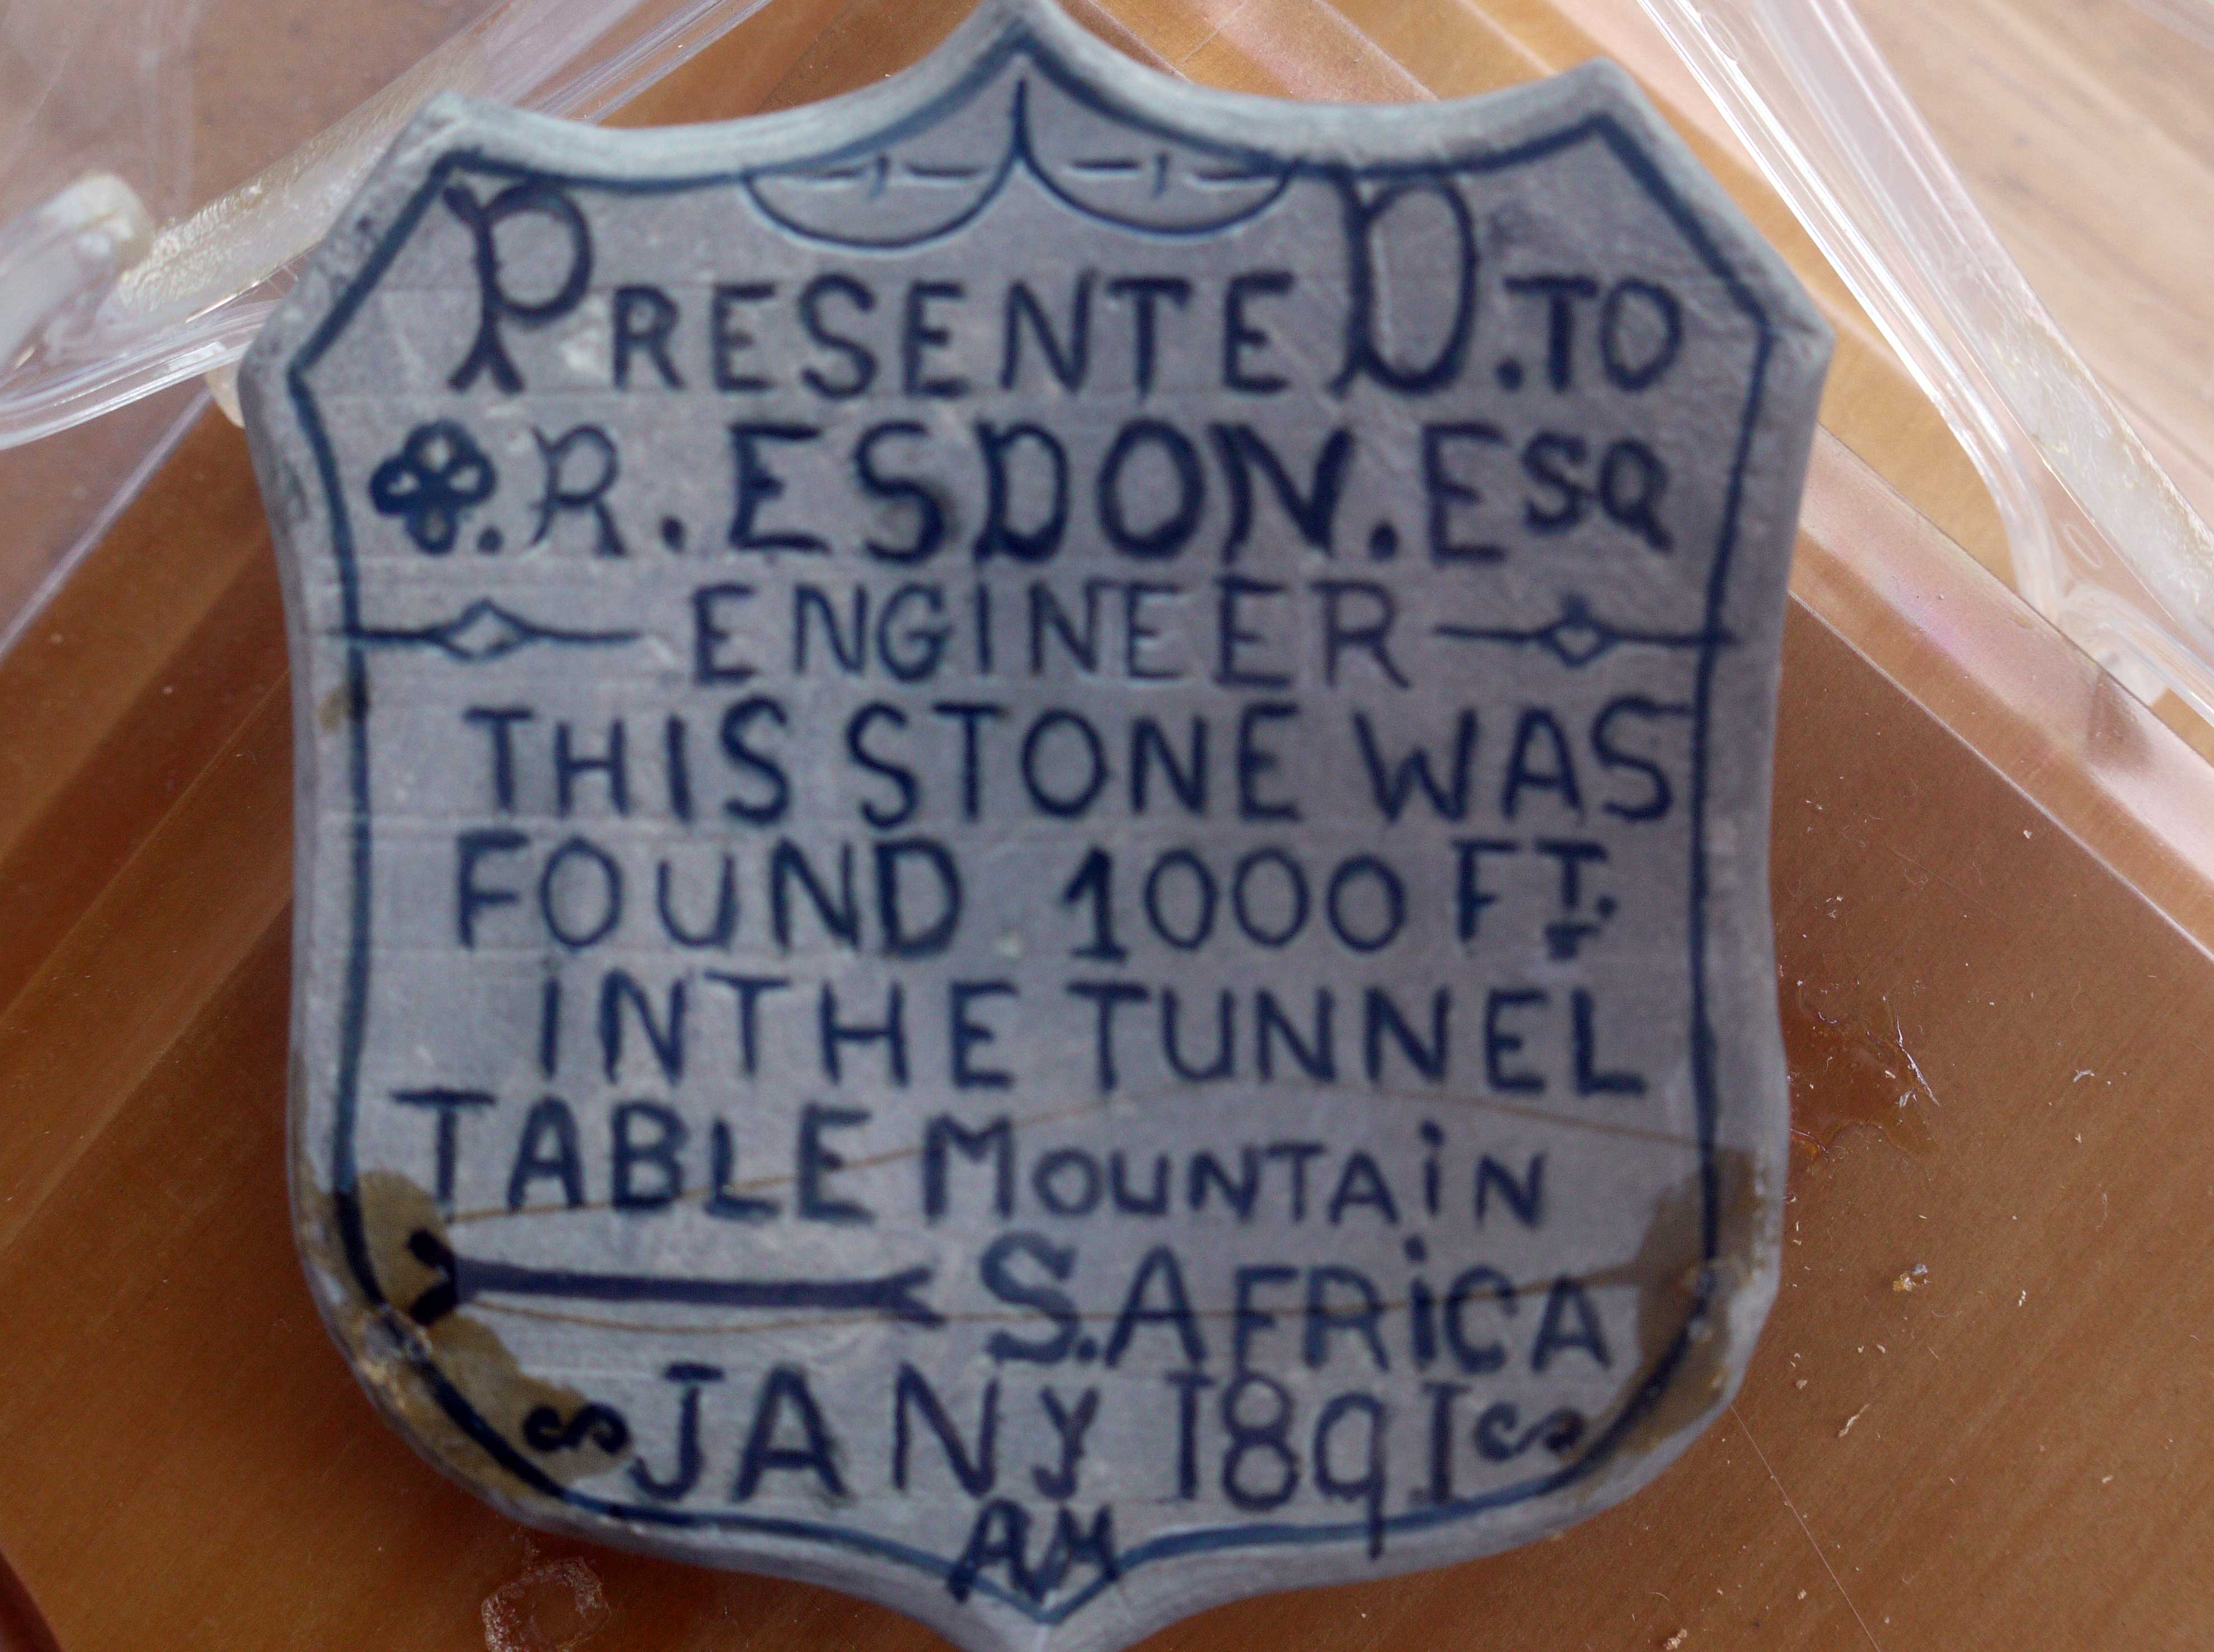 PRESENTED.TO
.R.ESDON.ESQ
ENGINEER
THIS STONE WAS
FOUND 1000 FT.
IN THE TUNNEL
TABLE MOUNTAiN
S.AFRiCA
JANY 1891
AM